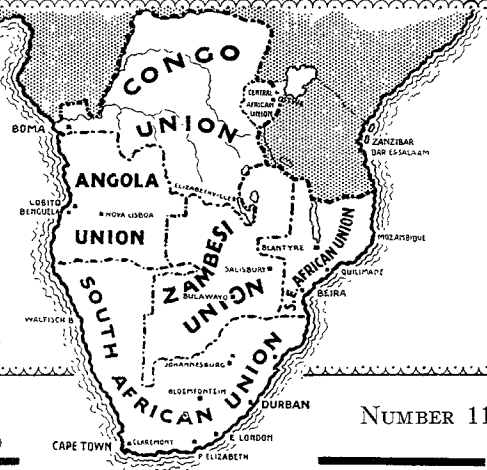 CONGO
UNION
CENTRAL
AFRICAN
UNION
BOMA
ZANZIBAR
DAR ESSALAAM
ANGOLA
ELIZABETHVILLE
LOBITO
BENGUELA
NOVA LISBOA
UNION
ZAMBESI
UNION
BLANTYRE
S.E. AFRICAN UNION
MOZAMBIQUE
SALISBURY
QUILIMANE
BULAWAYO
BEIRA
WALFISCH B.
SOUTH AFRICAN UNION
JOHANNESBURG
BLOEMFONTEIN
DURBAN
NUMBER 11
CAPE TOWN
CLAREMONT
E LONDON
P ELIZABETH